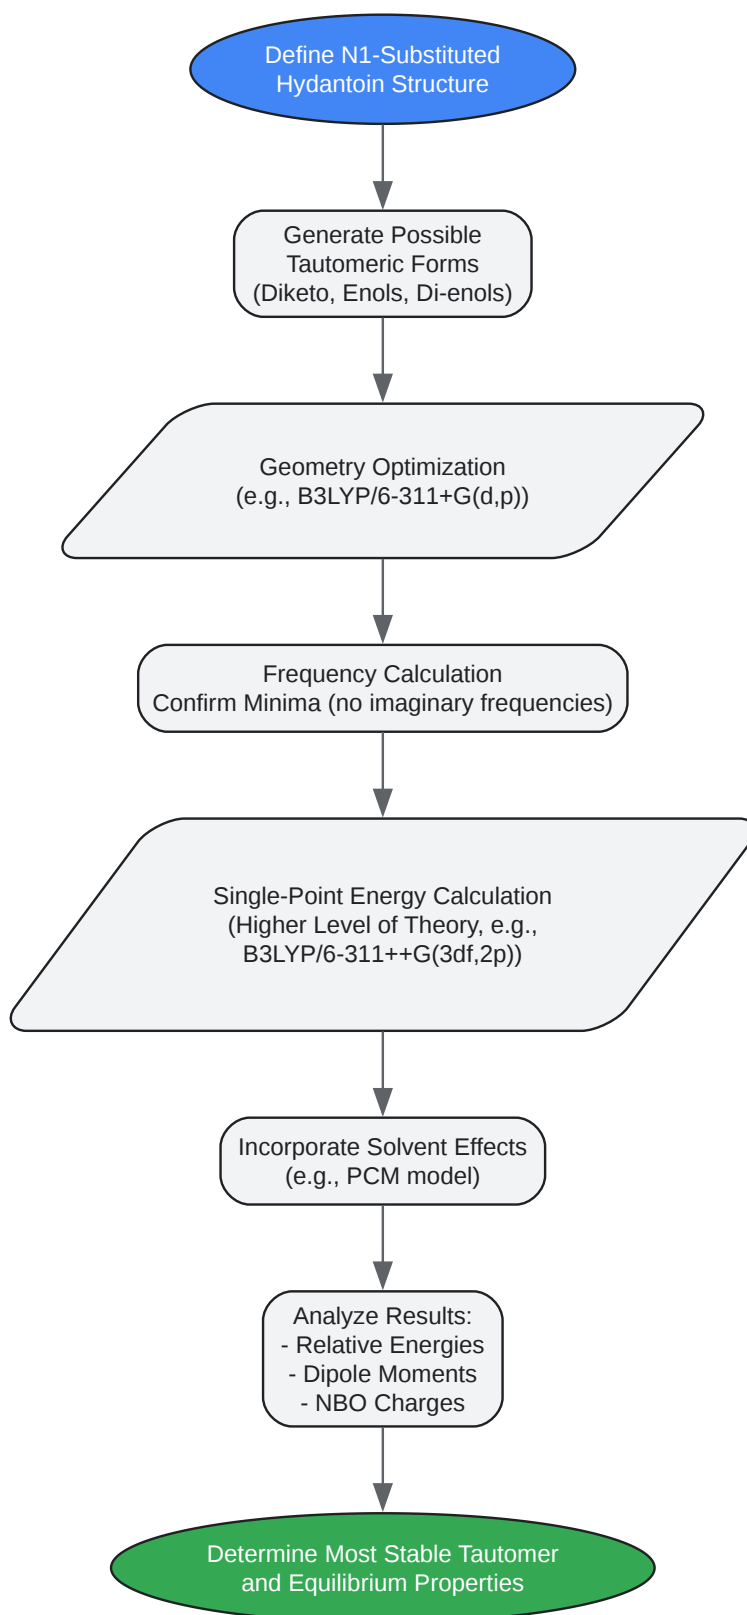 Define N1-Substituted
Hydantoin Structure
Generate Possible
Tautomeric Forms
(Diketo, Enols, Di-enols)
Geometry Optimization
(e.g., B3LYP/6-311+G(d,p))
Frequency Calculation
Confirm Minima (no imaginary frequencies)
Single-Point Energy Calculation
(Higher Level of Theory, e.g.,
B3LYP/6-311++G(3df,2p))
Incorporate Solvent Effects
(e.g., PCM model)
Analyze Results:
- Relative Energies
- Dipole Moments
- NBO Charges
Determine Most Stable Tautomer
and Equilibrium Properties